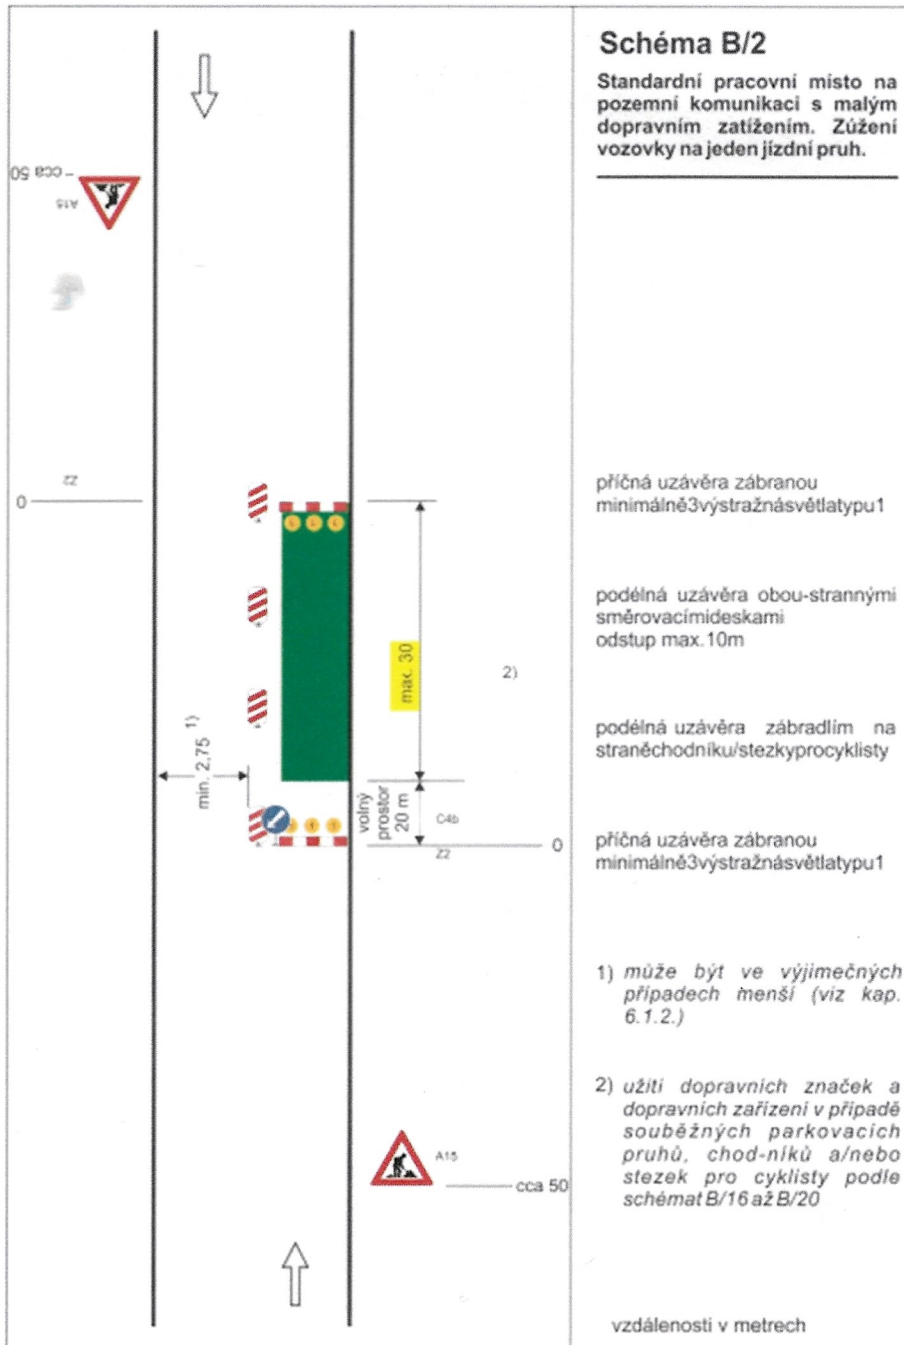 Schéma B/2
Standardní pracovní místo na
pozemní komunikaci s malým
dopravním zatížením. Zúžení
vozovky na jeden jízdní pruh.
cca 50
A15
Z2
0
příčná uzávěra zábranou
minimálně3výstražnásvětlatypu1
podélná uzávěra obou-strannými
směrovacímideskami
odstup max.10m
max. 30
2)
podélná uzávěra zábradlím na
straněchodníku/stezkyprocyklisty
min. 2,75 1)
volný
prostor
20 m
C4b
Z2
0
příčná uzávěra zábranou
minimálně3výstražnásvětlatypu1
1) může být ve výjimečných
případech menší (viz kap.
6.1.2.)
2) užití dopravních značek a
dopravních zařízení v případě
souběžných parkovacích
pruhů, chod-níků a/nebo
stezek pro cyklisty podle
schémat B/16 až B/20
A15
cca 50
vzdálenosti v metrech